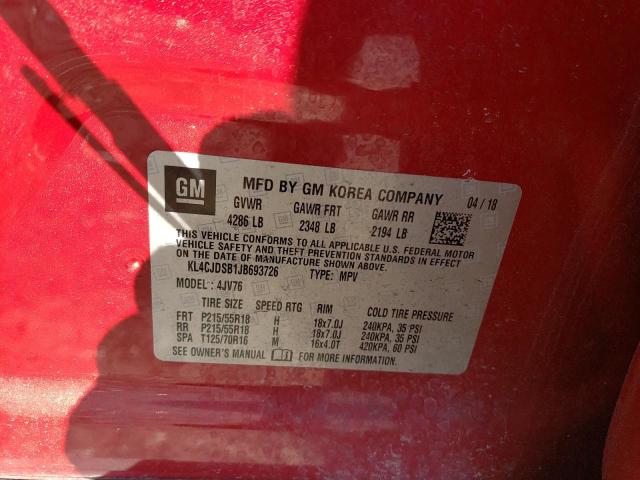 GM MFD BY GM KOREA COMPANY 04 / 18
GVWR GAWR FRT GAWR RR
4286 LB 2348 LB 2194 LB
THIS VEHICLE CONFORMS TO ALL APPLICABLE U.S. FEDERAL MOTOR
VEHICLE SAFETY AND THEFT PREVENTION STANDARDS IN EFFECT
ON THE DATE OF MANUFACTURE SHOWN ABOVE.
KL4CJDSB1JB693726 TYPE: MPV
MODEL : 4JV76
TIRE SIZE SPEED RTG RIM COLD TIRE PRESSURE
FRT P215/55R18 H 18x7.0J 240KPA, 35 PSI
RR P215/55R18 H 18x7.0J 240KPA, 35 PSI
SPA T125/70R16 M 16x4.0T 420KPA, 60 PSI
SEE OWNER'S MANUAL FOR MORE INFORMATION.